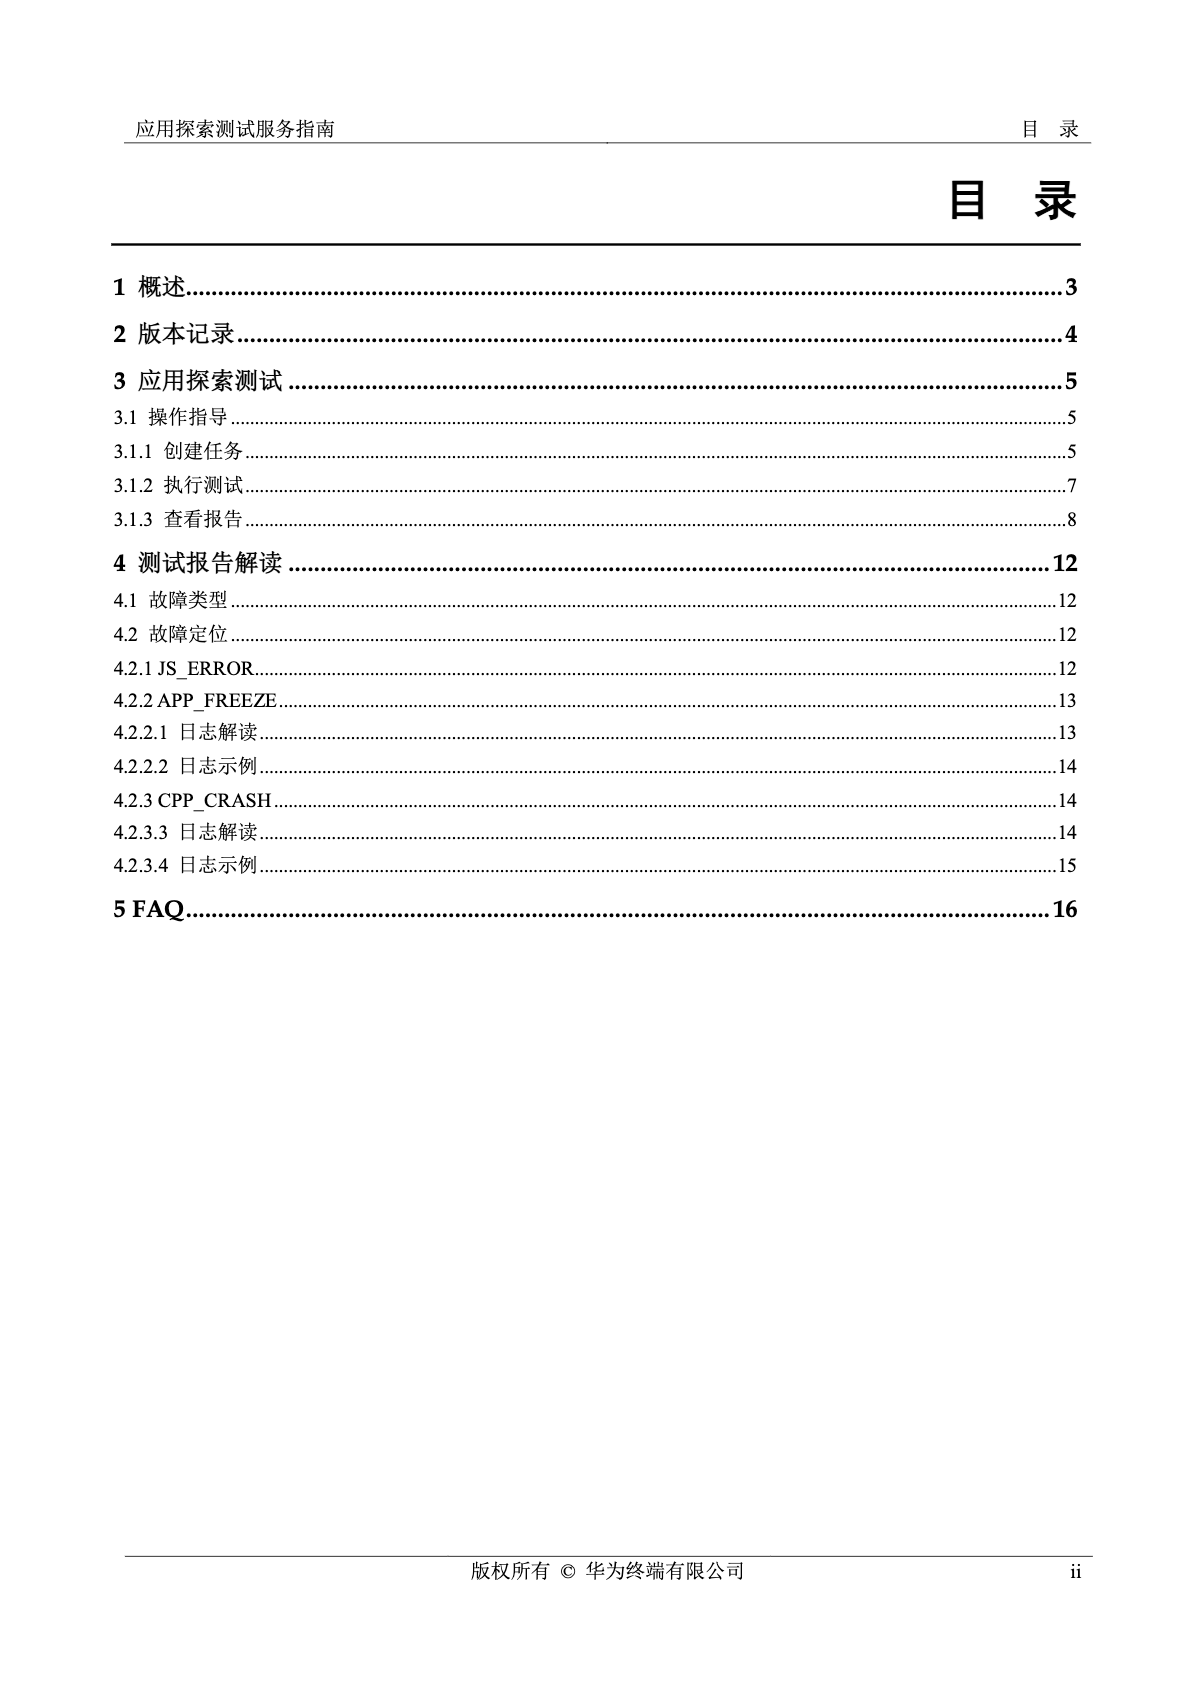 应用探索测试服务指南 目 录
目 录
1 概述.....3
2 版本记录.....4
3 应用探索测试.....5
3.1 操作指导.....5
3.1.1 创建任务.....5
3.1.2 执行测试.....7
3.1.3 查看报告.....8
4 测试报告解读.....12
4.1 故障类型.....12
4.2 故障定位.....12
4.2.1 JS_ERROR.....12
4.2.2 APP_FREEZE.....13
4.2.2.1 日志解读.....13
4.2.2.2 日志示例.....14
4.2.3 CPP_CRASH.....14
4.2.3.3 日志解读.....14
4.2.3.4 日志示例.....15
5 FAQ.....16
版权所有 © 华为终端有限公司 ii